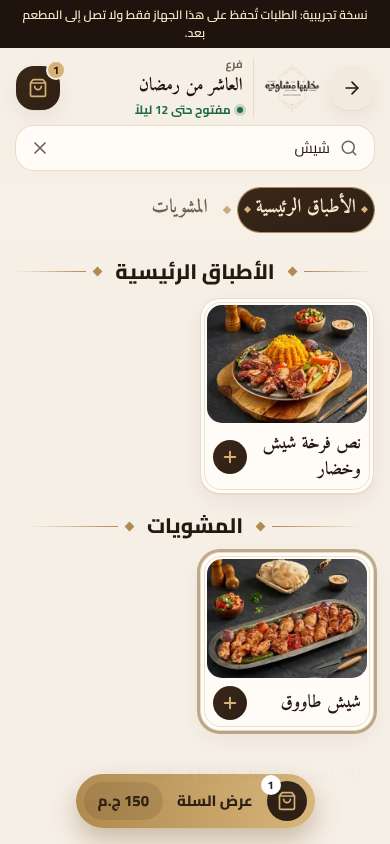 نسخة تجريبية: الطلبات تُحفظ على هذا الجهاز فقط ولا تصل إلى المطعم
بعد.
فرع
العاشر من رمضان
مفتوح حتى 12 ليلاً
خليها مشاوينا
1
شيش
الأطباق الرئيسية
المشويات
الأطباق الرئيسية
نص فرخة شيش
وخضار
المشويات
شيش طاووق
1
عرض السلة
150 ج.م